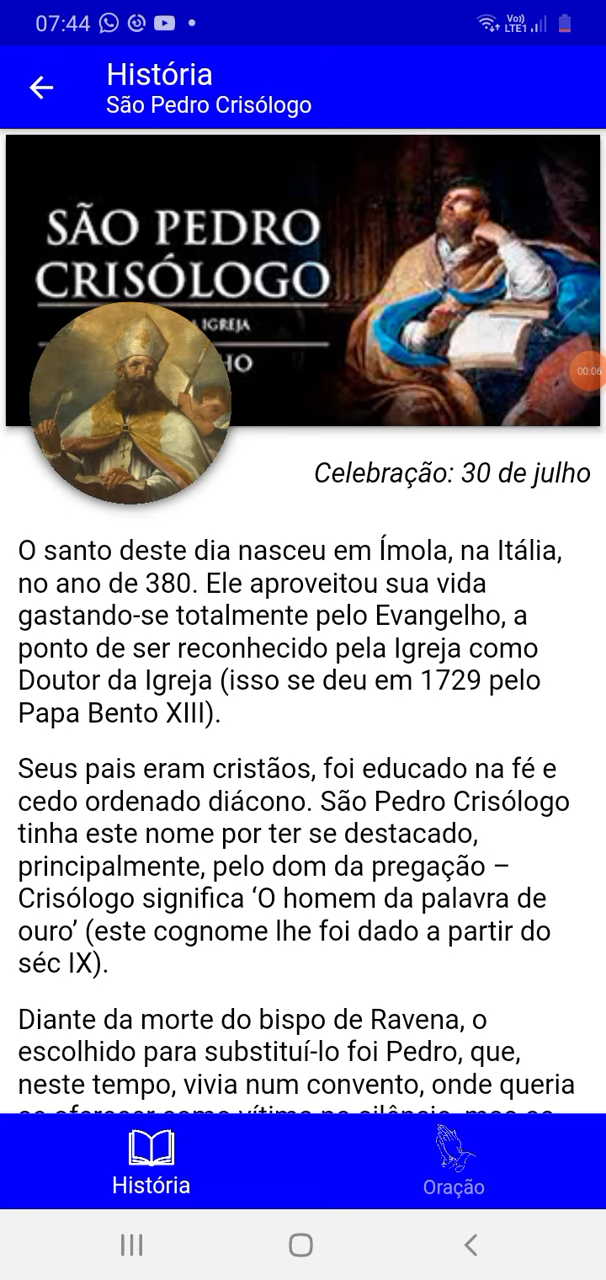 07:44
Vo))
LTE1
História
São Pedro Crisólogo
SÃO PEDRO
CRISÓLOGO
IGREJA
HO
00:06
Celebração: 30 de julho
O santo deste dia nasceu em Ímola, na Itália,
no ano de 380. Ele aproveitou sua vida
gastando-se totalmente pelo Evangelho, a
ponto de ser reconhecido pela Igreja como
Doutor da Igreja (isso se deu em 1729 pelo
Papa Bento XIII).
Seus pais eram cristãos, foi educado na fé e
cedo ordenado diácono. São Pedro Crisólogo
tinha este nome por ter se destacado,
principalmente, pelo dom da pregação –
Crisólogo significa ‘O homem da palavra de
ouro’ (este cognome lhe foi dado a partir do
séc IX).
Diante da morte do bispo de Ravena, o
escolhido para substituí-lo foi Pedro, que,
neste tempo, vivia num convento, onde queria
História
Oração